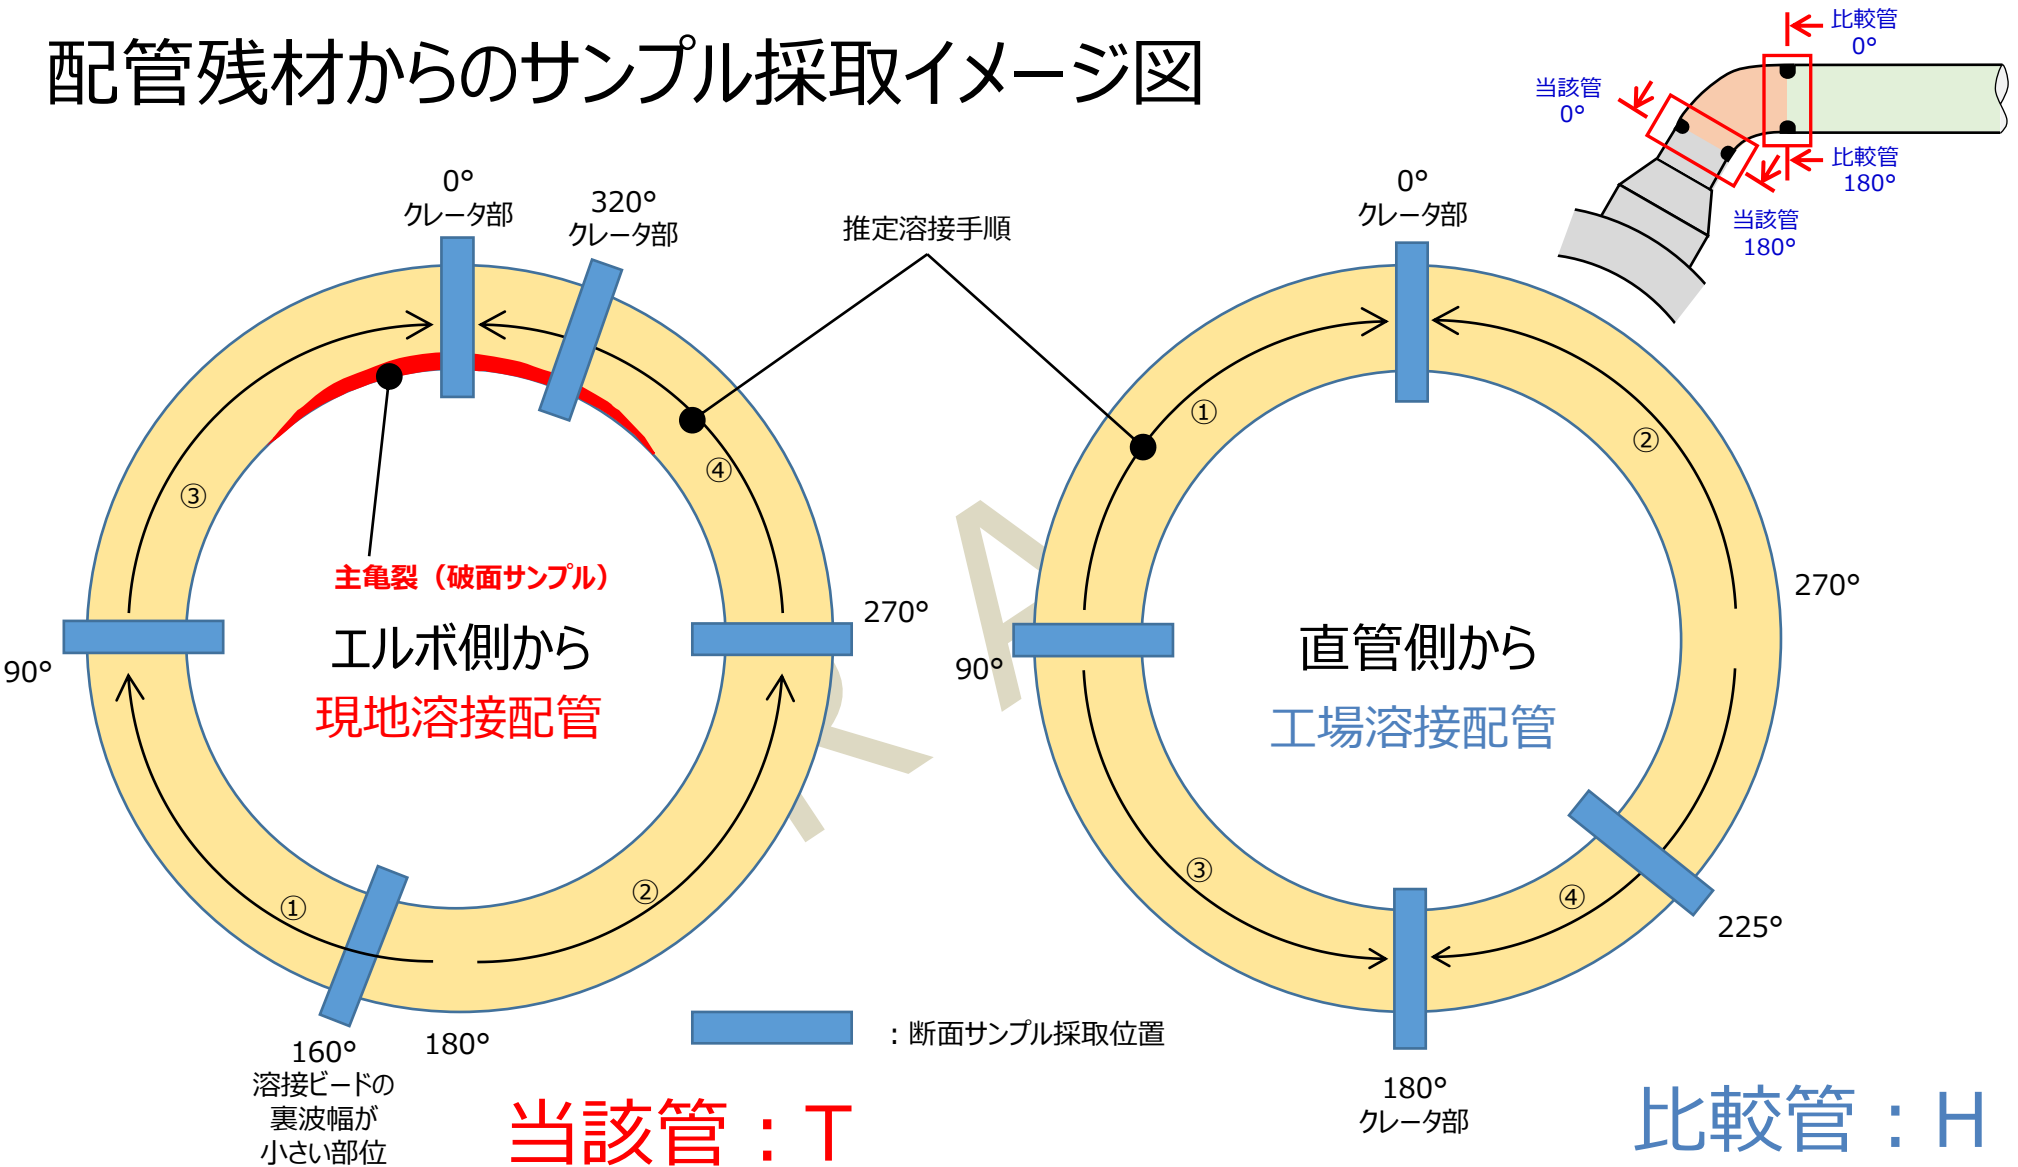 配管残材からのサンプル採取イメージ図
比較管
0°
当該管
0°
比較管
180°
当該管
180°
0°
クレータ部
320°
クレータ部
推定溶接手順
0°
クレータ部
①
②
③
④
主亀裂（破面サンプル）
エルボ側から
現地溶接配管
90°
270°
①
②
160°
溶接ビードの
裏波幅が
小さい部位
180°
直管側から
工場溶接配管
90°
270°
③
④
225°
180°
クレータ部
：断面サンプル採取位置
当該管：T
比較管：H